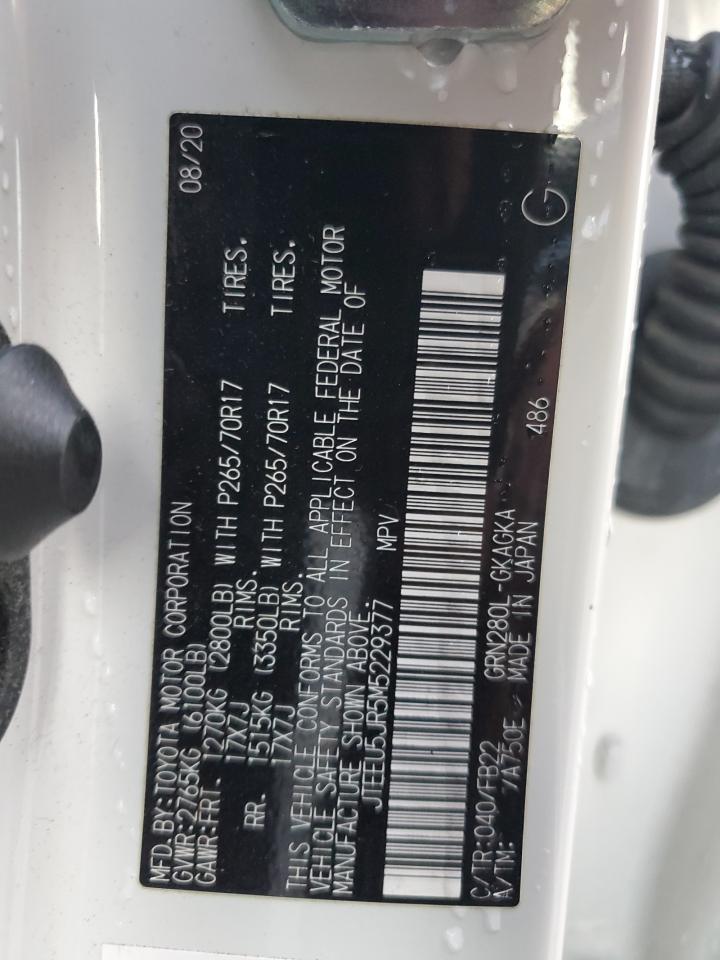 MFD.BY:TOYOTA MOTOR CORPORATION 08/20
GVWR:2765KG (6100LB)
GAWR:FRT. 1270KG (2800LB) WITH P265/70R17 TIRES.
17X7J RIMS.
RR. 1515KG (3350LB) WITH P265/70R17 TIRES.
17X7J RIMS.
THIS VEHICLE CONFORMS TO ALL APPLICABLE FEDERAL MOTOR
VEHICLE SAFETY STANDARDS IN EFFECT ON THE DATE OF
MANUFACTURE SHOWN ABOVE.
JTEEU5JR5M5229377 MPV
C/TR:040/FB22 GRN280L-GKAGKA 486 G
A/TM: /A750E MADE IN JAPAN